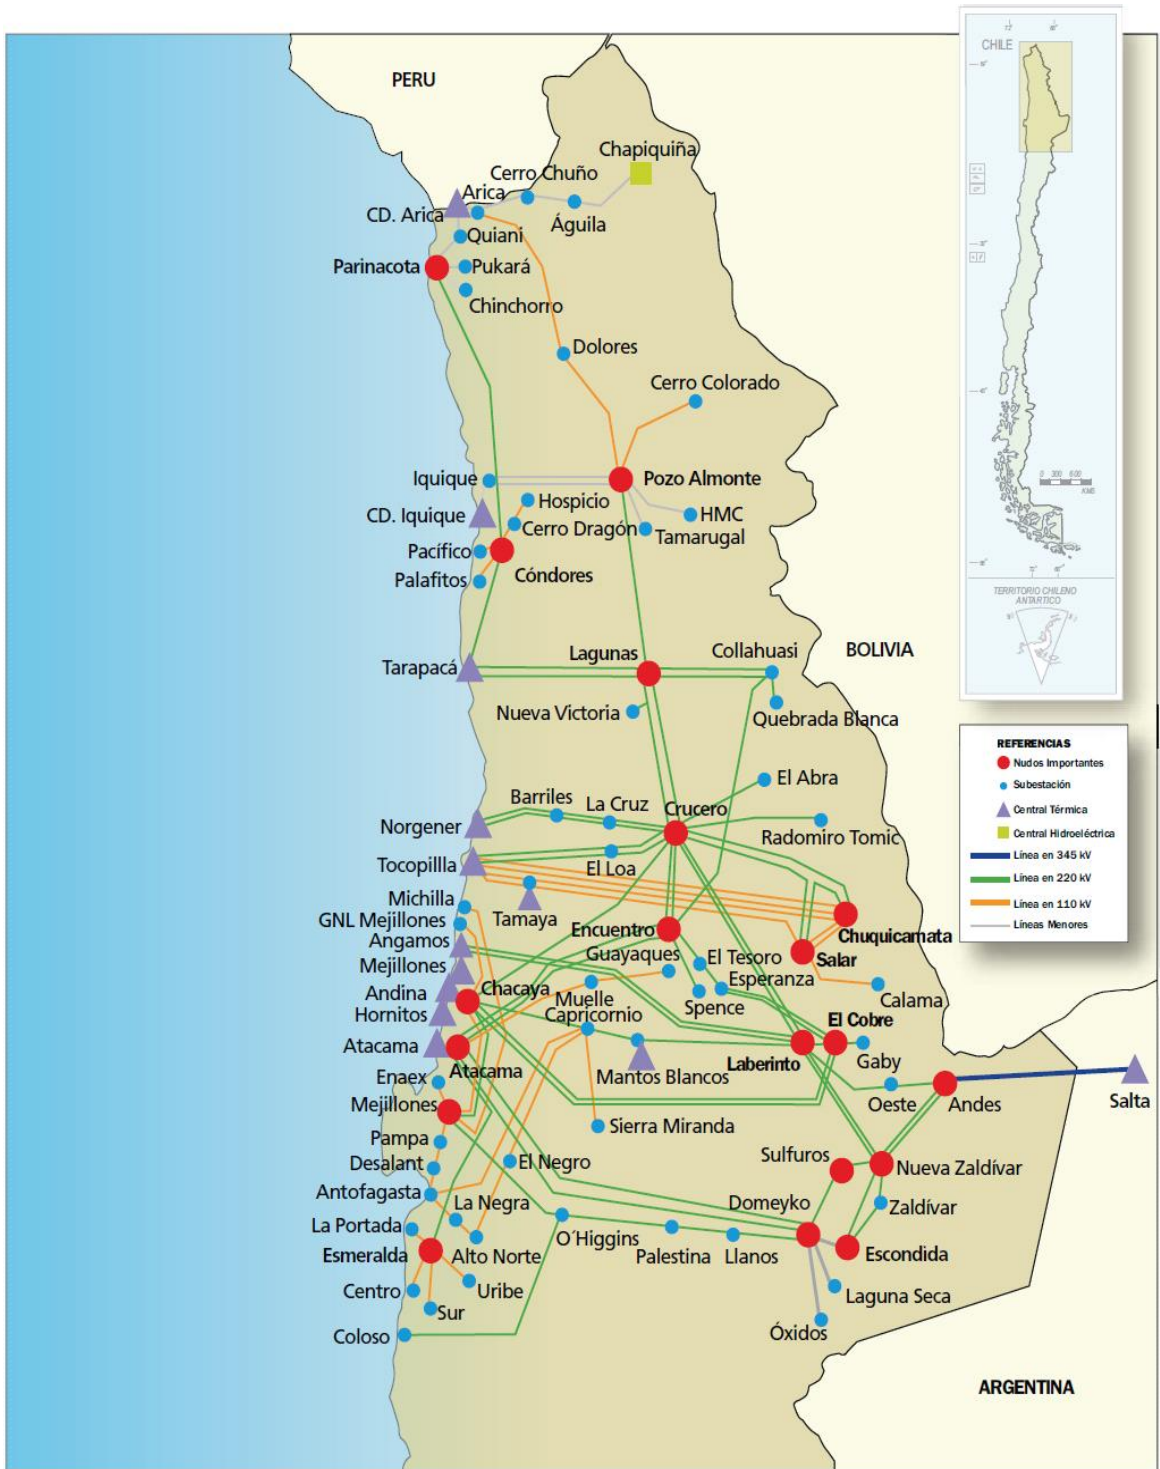 PERU
CHILE
Chapiquiña
Cerro Chuño
Arica
CD. Arica
Águila
Quiani
Parinacota
Pukará
Chinchorro
Dolores
Cerro Colorado
Iquique
Pozo Almonte
Hospicio
CD. Iquique
HMC
Cerro Dragón
Tamarugal
Pacífico
Palafitos
Cóndores
0 300 600
KMS
TERRITORIO CHILENO
ANTARTICO
Lagunas
Collahuasi
BOLIVIA
Tarapacá
Nueva Victoria
Quebrada Blanca
REFERENCIAS
Nudos Importantes
Subestación
Central Térmica
Central Hidroeléctrica
Línea en 345 kV
Línea en 220 kV
Línea en 110 kV
Líneas Menores
El Abra
Barriles
La Cruz
Crucero
Norgener
Radomiro Tomic
Tocopillla
El Loa
Michilla
GNL Mejillones
Tamaya
Encuentro
Chuquicamata
Angamos
Guayaques
El Tesoro
Salar
Mejillones
Esperanza
Andina
Chacaya
Muelle
Spence
Calama
Hornitos
Capricornio
El Cobre
Atacama
Laberinto
Gaby
Atacama
Mantos Blancos
Enaex
Oeste
Andes
Salta
Mejillones
Sierra Miranda
Pampa
Sulfuros
Desalant
El Negro
Nueva Zaldívar
Antofagasta
La Negra
Domeyko
Zaldívar
La Portada
O´Higgins
Esmeralda
Alto Norte
Palestina
Llanos
Escondida
Centro
Uribe
Laguna Seca
Sur
Coloso
Óxidos
ARGENTINA